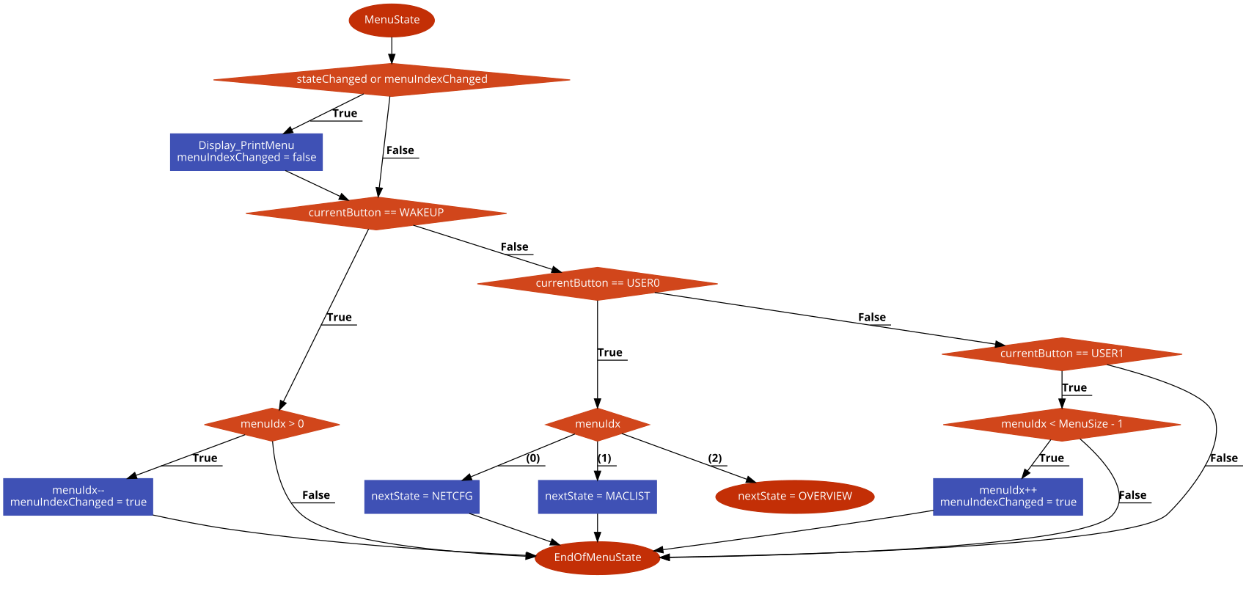 MenuState
stateChanged or menuIndexChanged
True
Display_PrintMenu
menuIndexChanged = false
False
currentButton == WAKEUP
False
currentButton == USER0
True
False
True
currentButton == USER1
True
menuIdx > 0
menuIdx
menuIdx < MenuSize - 1
True
(0)
(1)
(2)
True
False
menuIdx--
menuIndexChanged = true
False
nextState = NETCFG
nextState = MACLIST
nextState = OVERVIEW
menuIdx++
menuIndexChanged = true
False
EndOfMenuState